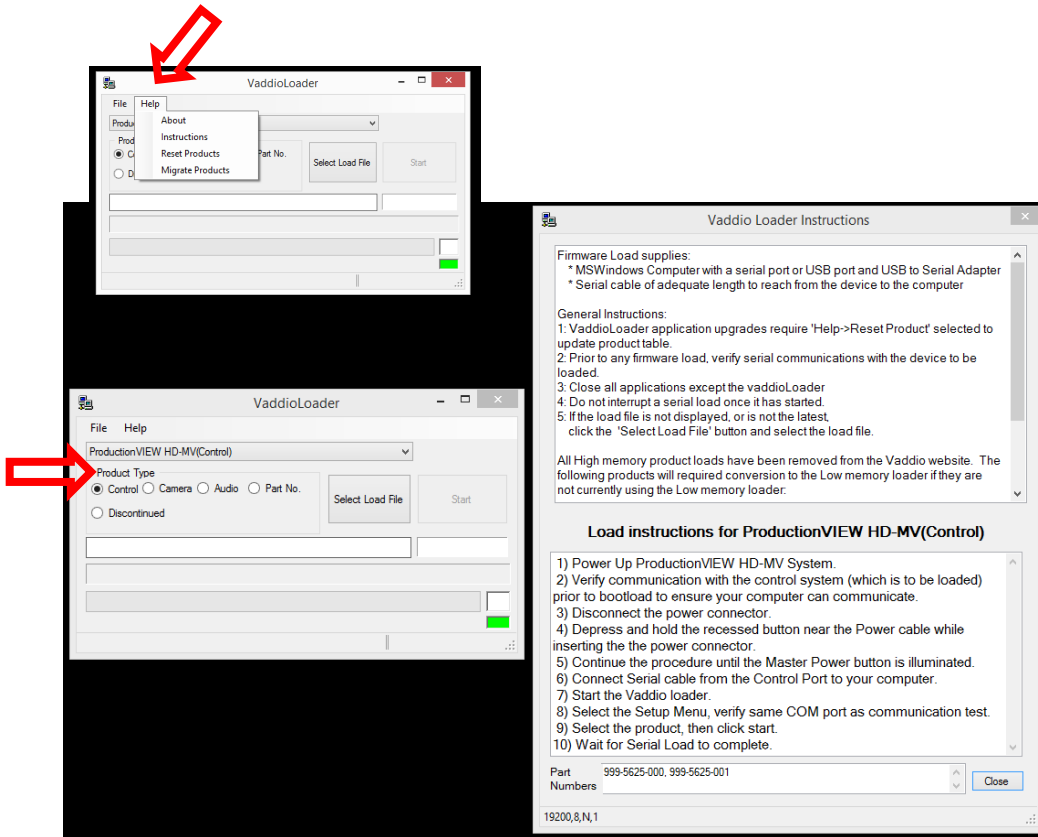 VaddioLoader
File Help
Produ
About
Instructions
Reset Products
Migrate Products
Prod
C
D
Part No.
Select Load File
Start
VaddioLoader
File Help
ProductionVIEW HD-MV(Control)
Product Type
Control Camera Audio Part No.
Discontinued
Select Load File
Start
Vaddio Loader Instructions
Firmware Load supplies:
* MSWindows Computer with a serial port or USB port and USB to Serial Adapter
* Serial cable of adequate length to reach from the device to the computer
General Instructions:
1: VaddioLoader application upgrades require 'Help->Reset Product' selected to
update product table.
2: Prior to any firmware load, verify serial communications with the device to be
loaded.
3: Close all applications except the vaddioLoader
4: Do not interrupt a serial load once it has started.
5: If the load file is not displayed, or is not the latest,
click the 'Select Load File' button and select the load file.
All High memory product loads have been removed from the Vaddio website. The
following products will required conversion to the Low memory loader if they are
not currently using the Low memory loader:
Load instructions for ProductionVIEW HD-MV(Control)
1) Power Up ProductionVIEW HD-MV System.
2) Verify communication with the control system (which is to be loaded)
prior to bootload to ensure your computer can communicate.
3) Disconnect the power connector.
4) Depress and hold the recessed button near the Power cable while
inserting the the power connector.
5) Continue the procedure until the Master Power button is illuminated.
6) Connect Serial cable from the Control Port to your computer.
7) Start the Vaddio loader.
8) Select the Setup Menu, verify same COM port as communication test.
9) Select the product, then click start.
10) Wait for Serial Load to complete.
Part
Numbers
999-5625-000, 999-5625-001
Close
19200,8,N,1